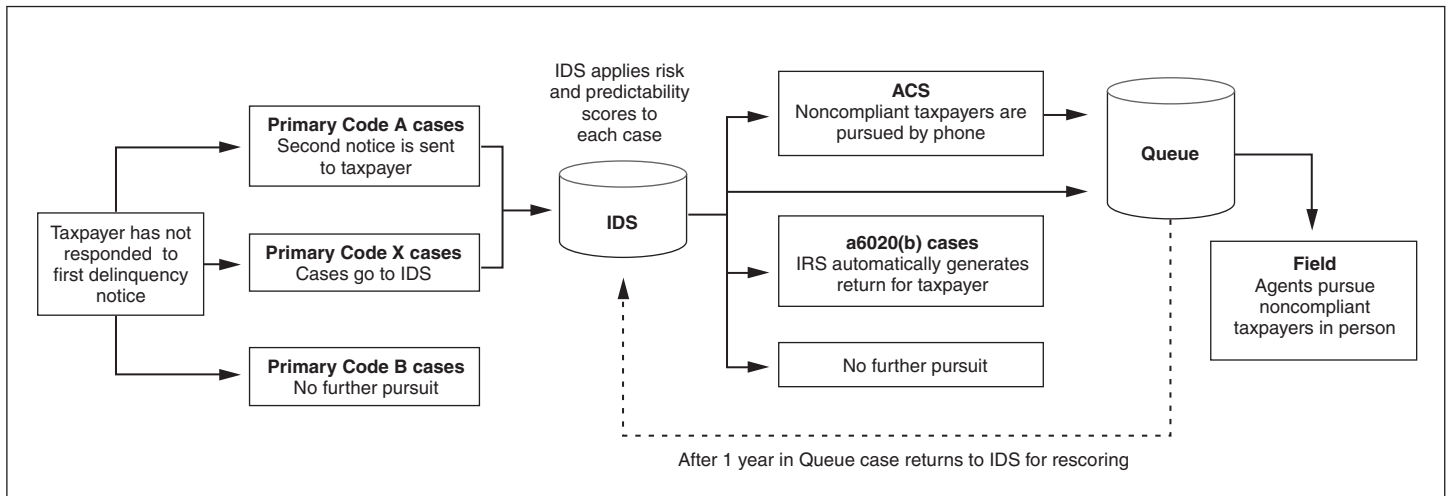 Taxpayer has not
responded to
first delinquency
notice
Primary Code A cases
Second notice is sent
to taxpayer
Primary Code X cases
Cases go to IDS
Primary Code B cases
No further pursuit
IDS applies risk
and predictability
scores to
each case
IDS
ACS
Noncompliant taxpayers are
pursued by phone
a6020(b) cases
IRS automatically generates
return for taxpayer
No further pursuit
Queue
Field
Agents pursue
noncompliant
taxpayers in person
After 1 year in Queue case returns to IDS for rescoring